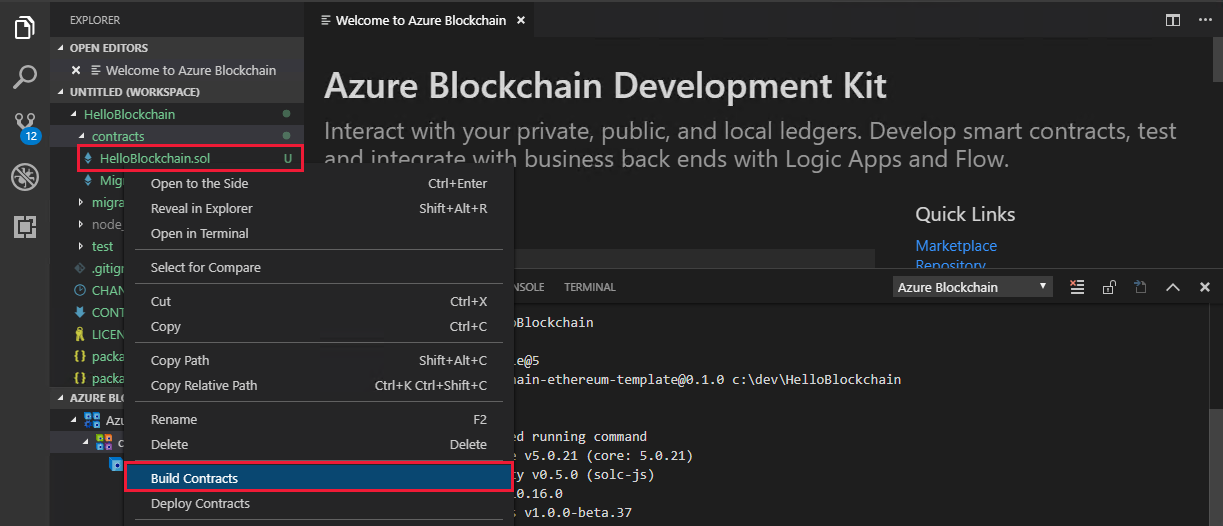 EXPLORER
OPEN EDITORS
Welcome to Azure Blockchain
UNTITLED (WORKSPACE)
HelloBlockchain
contracts
HelloBlockchain.sol U
Mig
migra
node_
test
.gitign
CHAN
CONT
LICEN
packa
packa
AZURE BLO
Azu
c
12
Open to the Side Ctrl+Enter
Reveal in Explorer Shift+Alt+R
Open in Terminal
Select for Compare
Cut Ctrl+X
Copy Ctrl+C
Copy Path Shift+Alt+C
Copy Relative Path Ctrl+K Ctrl+Shift+C
Rename F2
Delete Delete
Build Contracts
Deploy Contracts
Welcome to Azure Blockchain
Azure Blockchain Development Kit
Interact with your private, public, and local ledgers. Develop smart contracts, test
and integrate with business back ends with Logic Apps and Flow.
Quick Links
Marketplace
Repository
NSOLE TERMINAL Azure Blockchain
oBlockchain
le@5
hain-ethereum-template@0.1.0 c:\dev\HelloBlockchain
ed running command
e v5.0.21 (core: 5.0.21)
ty v0.5.0 (solc-js)
10.16.0
s v1.0.0-beta.37